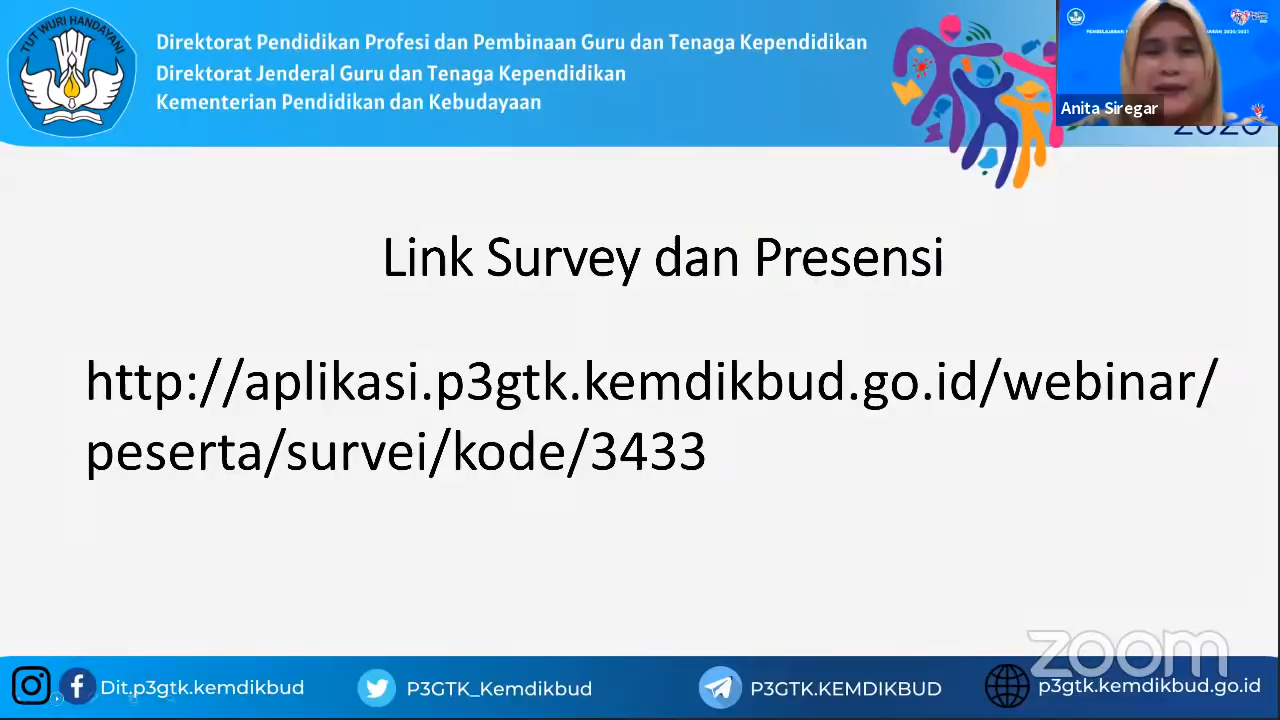 TUT WURI HANDAYANI
Direktorat Pendidikan Profesi dan Pembinaan Guru dan Tenaga Kependidikan
Direktorat Jenderal Guru dan Tenaga Kependidikan
Kementerian Pendidikan dan Kebudayaan
Anita Siregar
Link Survey dan Presensi
http://aplikasi.p3gtk.kemdikbud.go.id/webinar/
peserta/survei/kode/3433
zoom
Dit.p3gtk.kemdikbud
P3GTK_Kemdikbud
P3GTK.KEMDIKBUD
p3gtk.kemdikbud.go.id